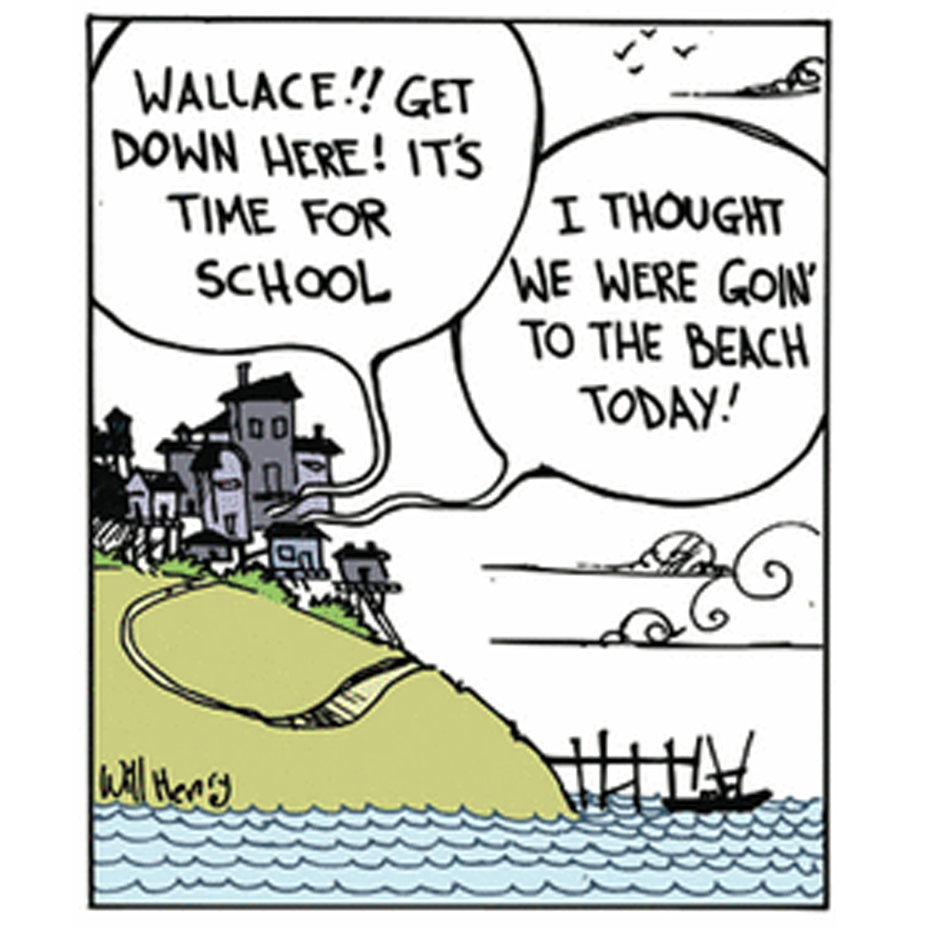 WALLACE!! GET
DOWN HERE! IT'S
TIME FOR
SCHOOL
I THOUGHT
WE WERE GOIN'
TO THE BEACH
TODAY!
Will Henry